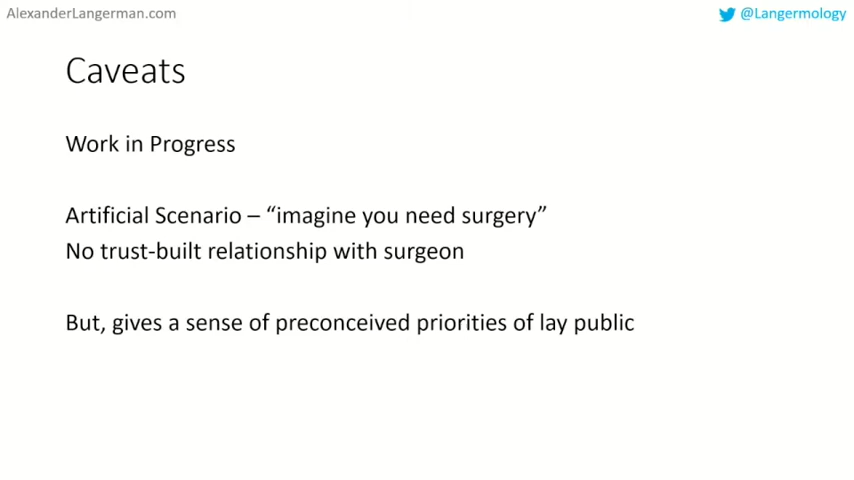 AlexanderLangerman.com
@Langermology
Caveats
Work in Progress
Artificial Scenario – “imagine you need surgery”
No trust-built relationship with surgeon
But, gives a sense of preconceived priorities of lay public